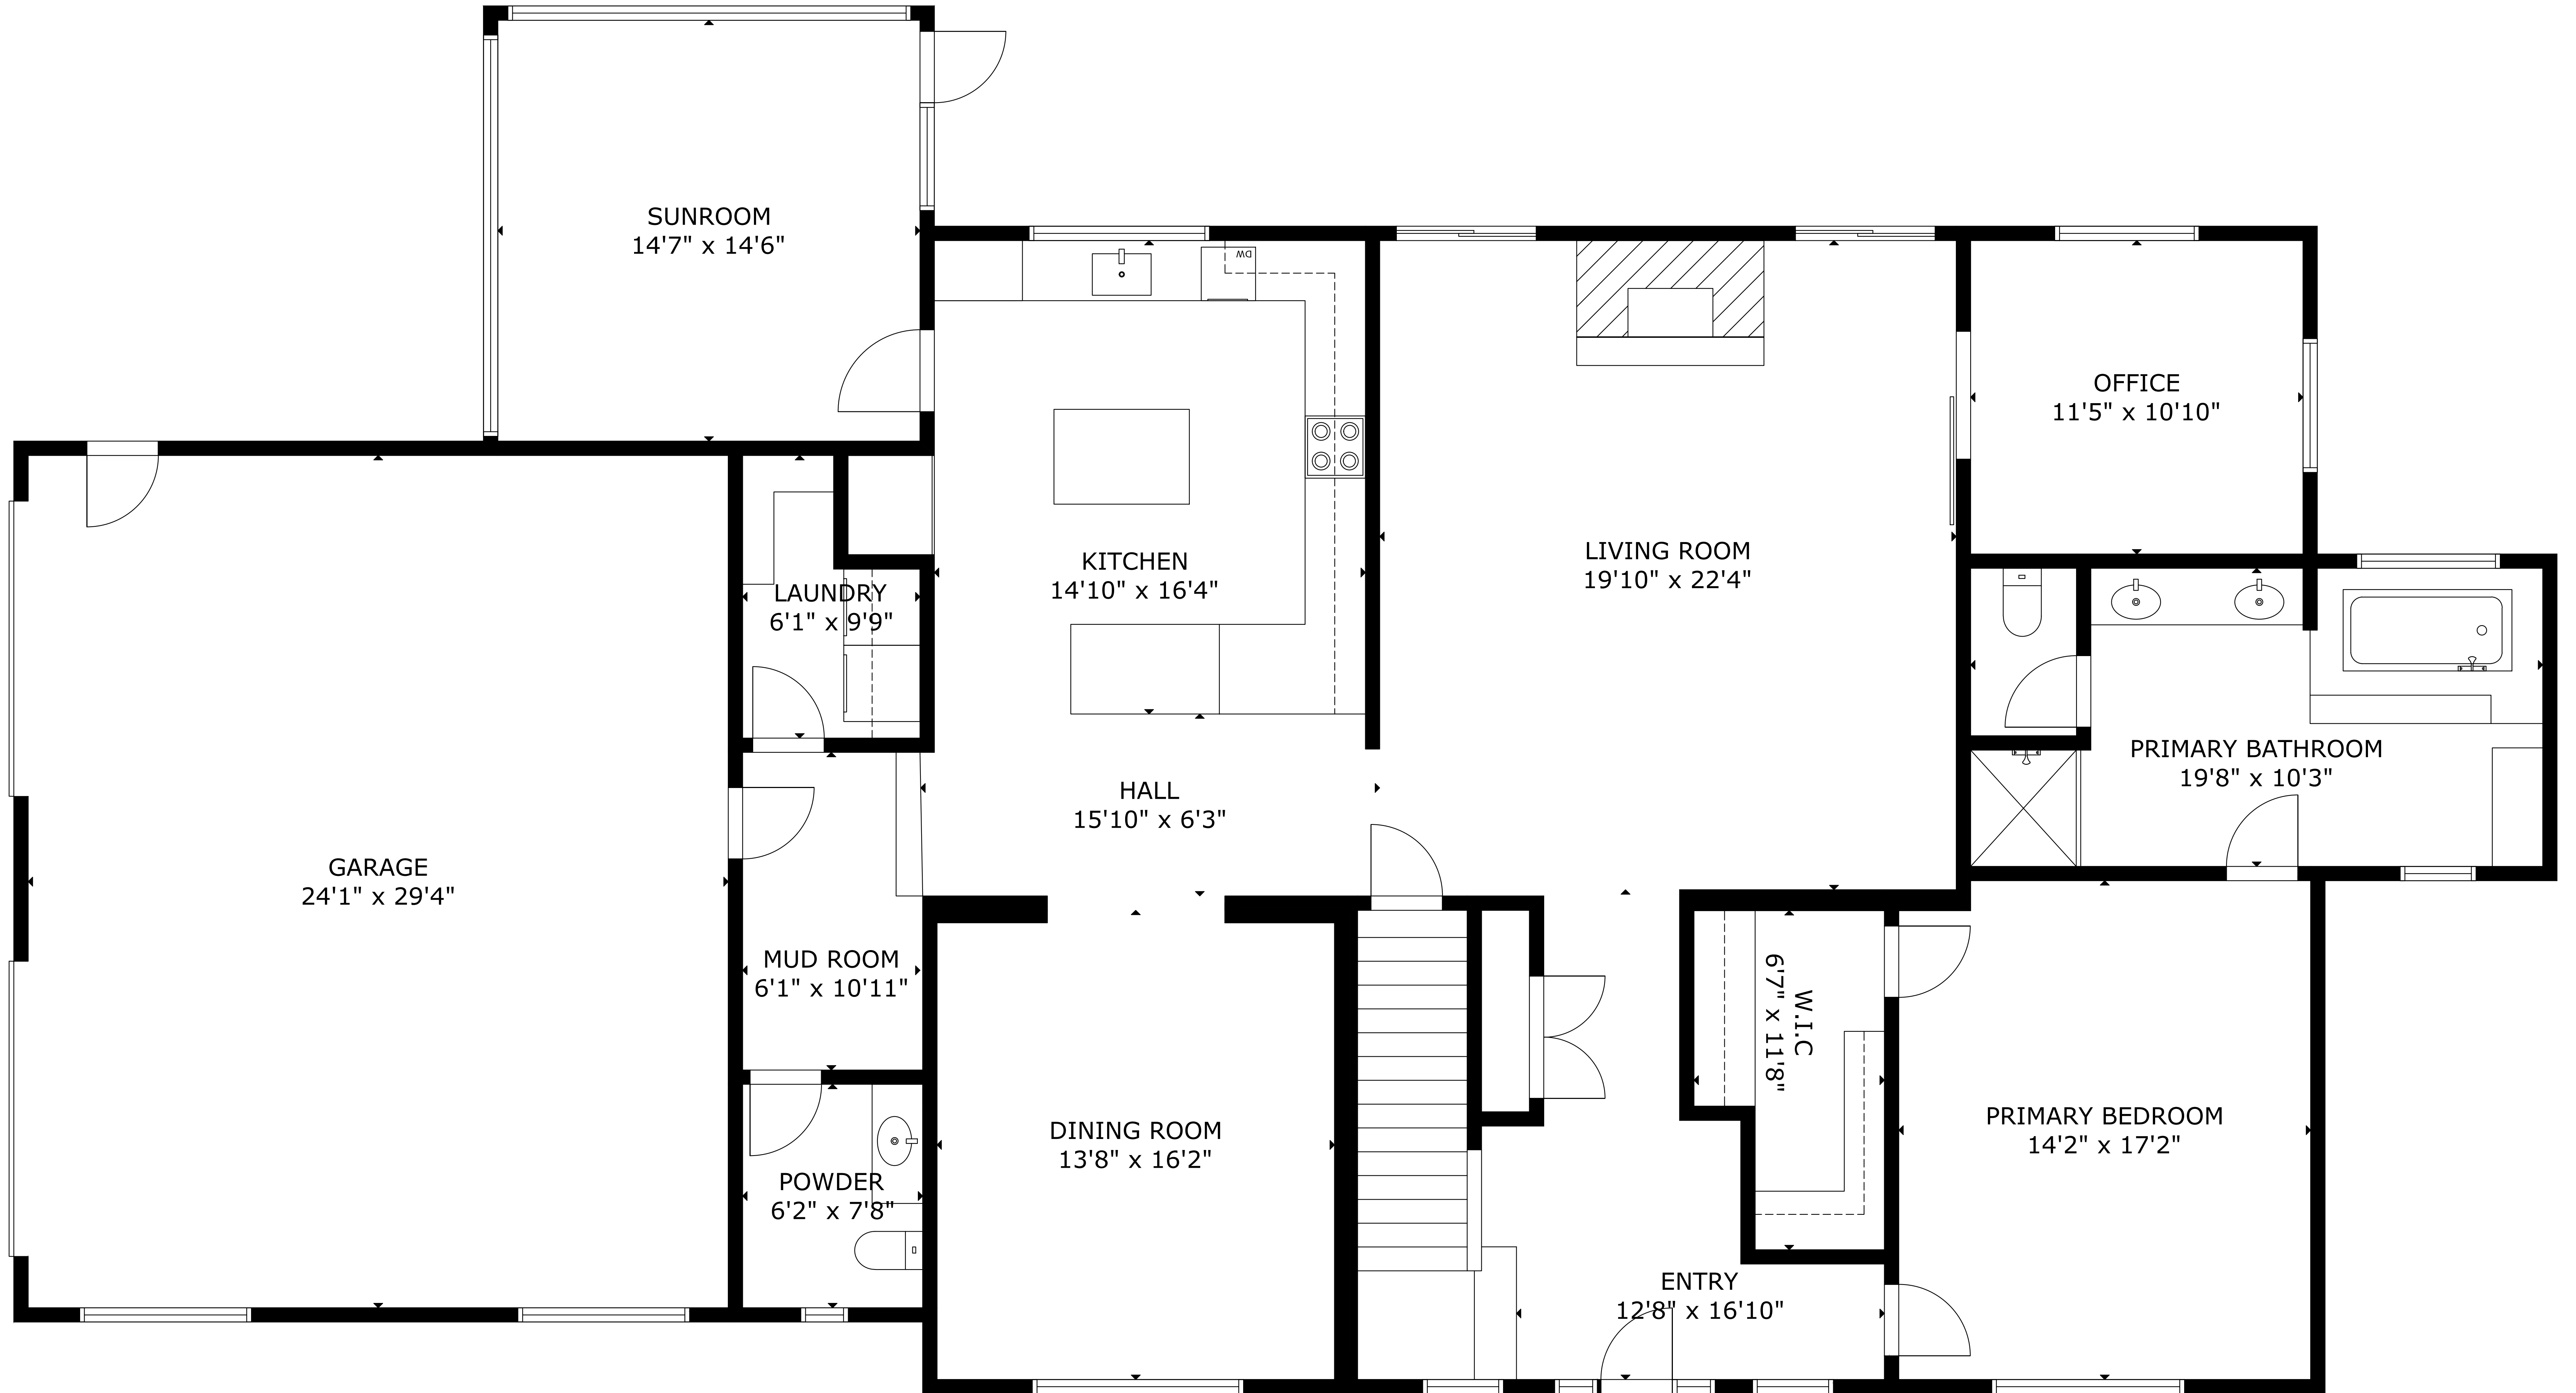 SUNROOM
14'7" x 14'6"
DW
OFFICE
11'5" x 10'10"
KITCHEN
14'10" x 16'4"
LIVING ROOM
19'10" x 22'4"
LAUNDRY
6'1" x 9'9"
PRIMARY BATHROOM
19'8" x 10'3"
HALL
15'10" x 6'3"
GARAGE
24'1" x 29'4"
MUD ROOM
6'1" x 10'11"
W.I.C
6'7" x 11'8"
DINING ROOM
13'8" x 16'2"
PRIMARY BEDROOM
14'2" x 17'2"
POWDER
6'2" x 7'8"
ENTRY
12'8" x 16'10"